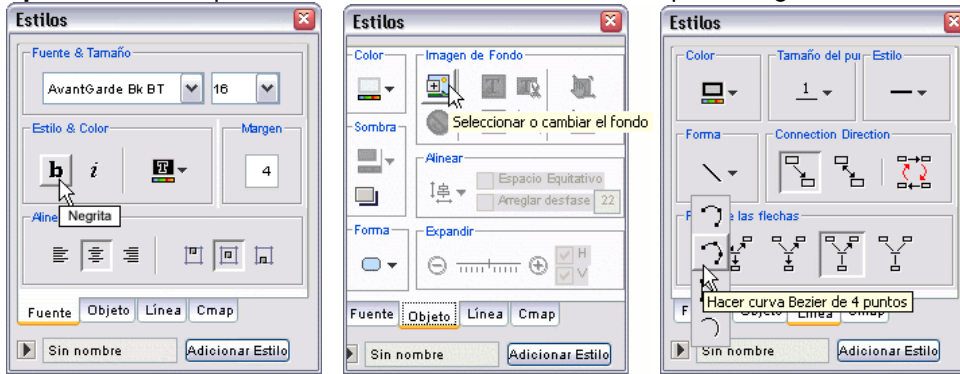 Estilos
Fuente & Tamaño
AvantGarde Bk BT
16
Estilo & Color
Margen
b
i
T
4
Negrita
Aline
Fuente
Objeto
Línea
Cmap
Sin nombre
Adicionar Estilo
Estilos
Color
Imagen de Fondo
Seleccionar o cambiar el fondo
Sombra
Alinear
Espacio Equitativo
Arreglar desfase
22
Forma
Expandir
H
V
Fuente
Objeto
Línea
Cmap
Sin nombre
Adicionar Estilo
Estilos
Color
Tamaño del pu
Estilo
1
Forma
Connection Direction
las flechas
Hacer curva Bezier de 4 puntos
F
Línea
Cmap
Sin nombre
Adicionar Estilo